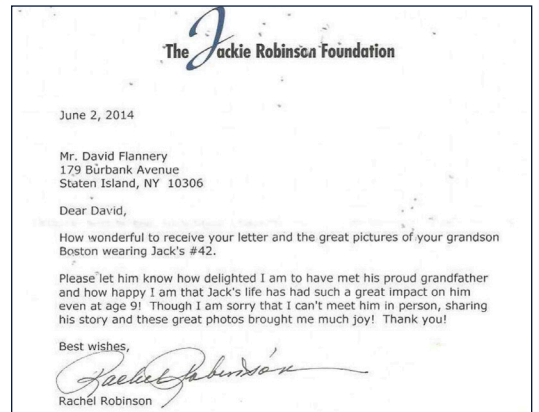 The Jackie Robinson Foundation
June 2, 2014
Mr. David Flannery
179 Burbank Avenue
Staten Island, NY 10306
Dear David,
How wonderful to receive your letter and the great pictures of your grandson
Boston wearing Jack's #42.
Please let him know how delighted I am to have met his proud grandfather
and how happy I am that Jack's life has had such a great impact on him
even at age 9! Though I am sorry that I can't meet him in person, sharing
his story and these great photos brought me much joy! Thank you!
Best wishes,
Rachel Robinson
Rachel Robinson